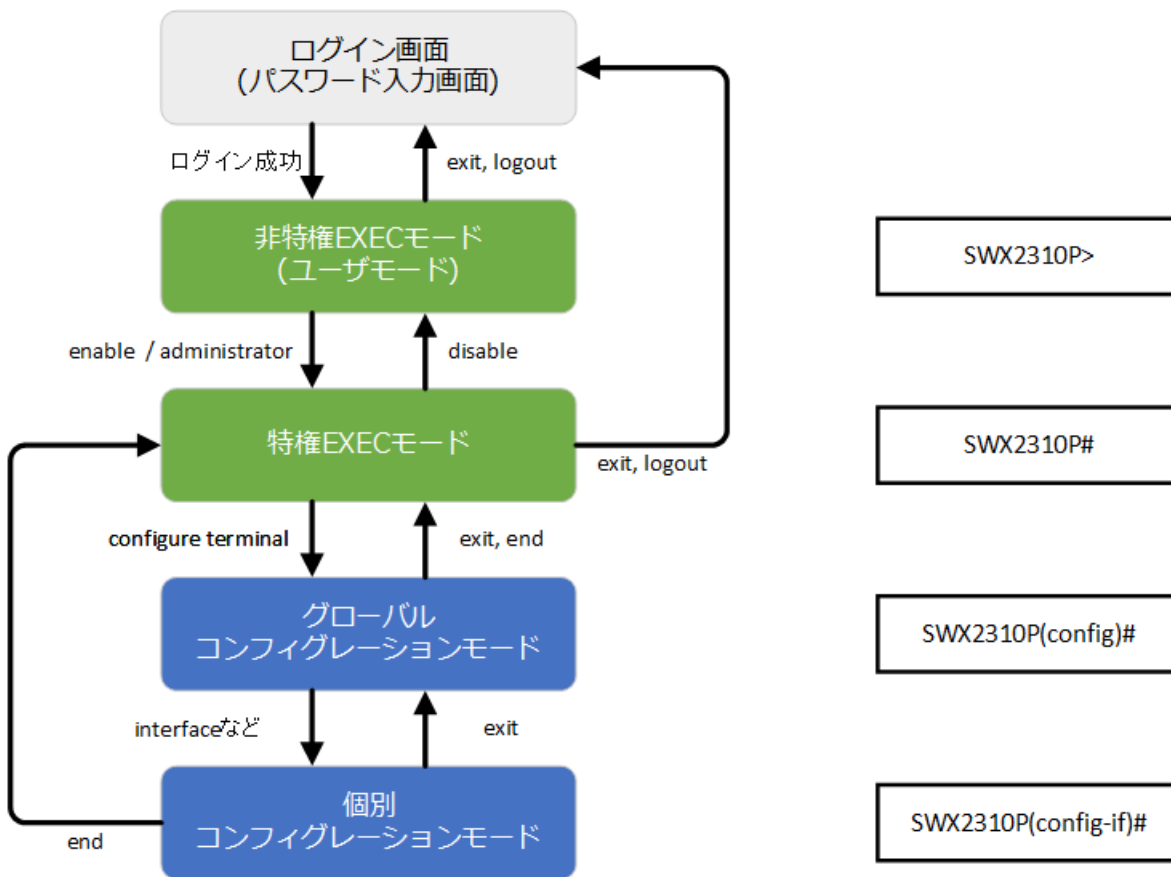 ログイン画面
(パスワード入力画面)
ログイン成功
exit, logout
非特権EXECモード
(ユーザモード)
SWX2310P>
enable / administrator
disable
特権EXECモード
SWX2310P#
exit, logout
configure terminal
exit, end
グローバル
コンフィグレーションモード
SWX2310P(config)#
interfaceなど
exit
個別
コンフィグレーションモード
SWX2310P(config-if)#
end